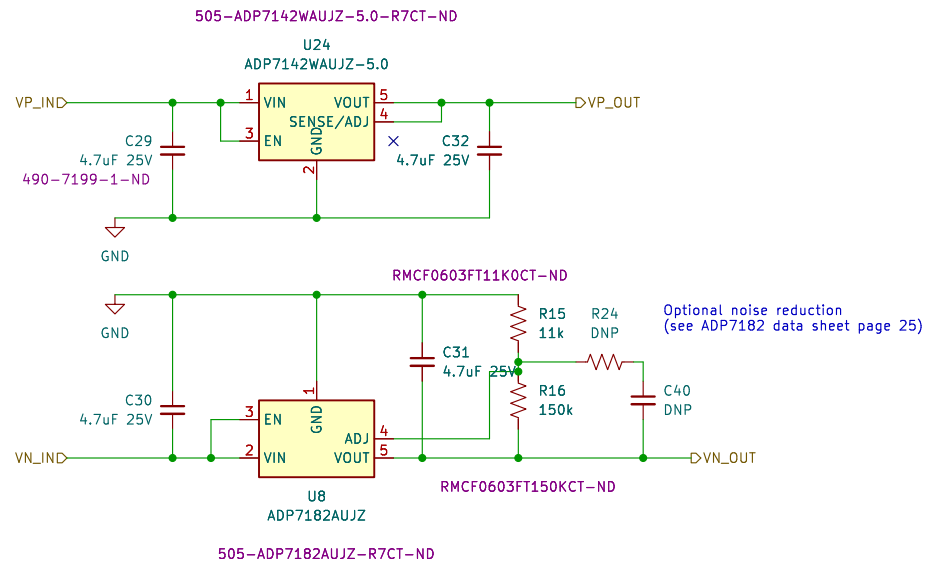 505-ADP7142WAUJZ-5.0-R7CT-ND
U24
ADP7142WAUJZ-5.0
VP_IN
1
VIN
VOUT
5
VP_OUT
SENSE/ADJ
4
3
EN
GND
2
C29
4.7uF 25V
490-7199-1-ND
C32
4.7uF 25V
GND
RMCF0603FT11K0CT-ND
GND
R15
11k
R24
DNP
Optional noise reduction
(see ADP7182 data sheet page 25)
C31
4.7uF 25V
R16
150k
C40
DNP
C30
4.7uF 25V
1
GND
3
EN
ADJ
4
VN_IN
2
VIN
VOUT
5
VN_OUT
U8
ADP7182AUJZ
RMCF0603FT150KCT-ND
505-ADP7182AUJZ-R7CT-ND